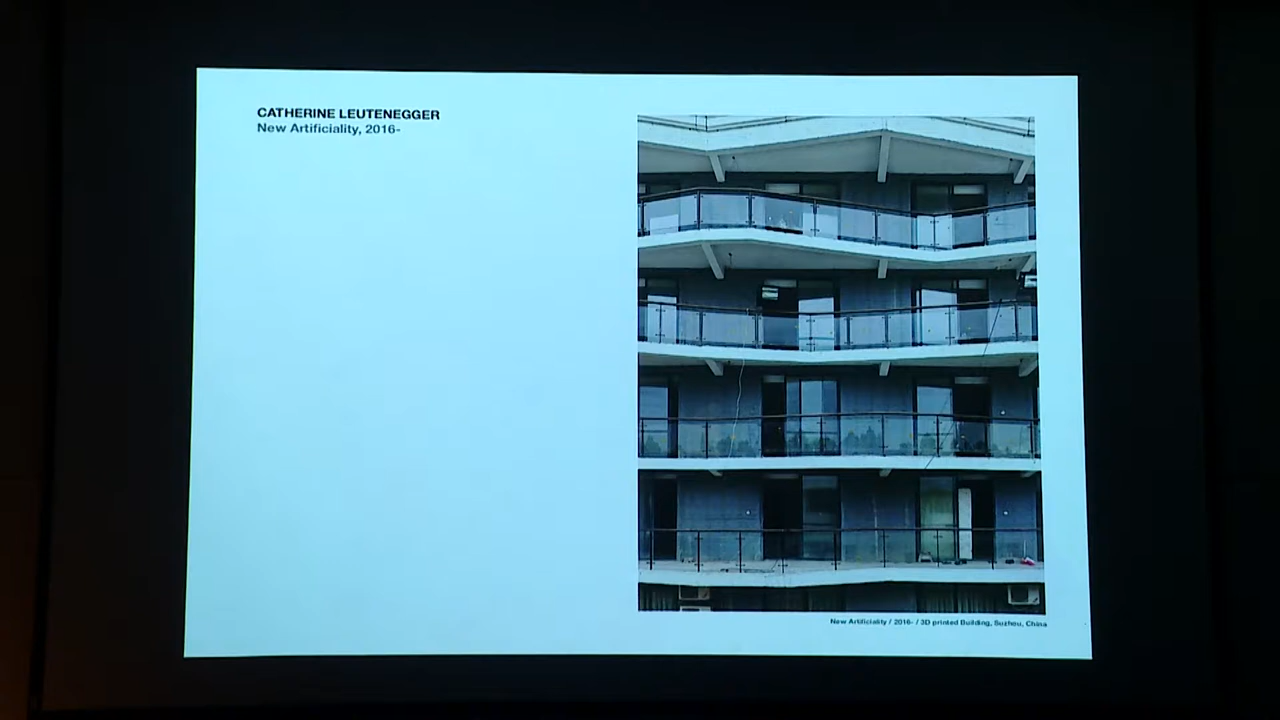 CATHERINE LEUTENEGGER
New Artificiality, 2016-
New Artificiality / 2016- / 3D printed Building, Suzhou, China